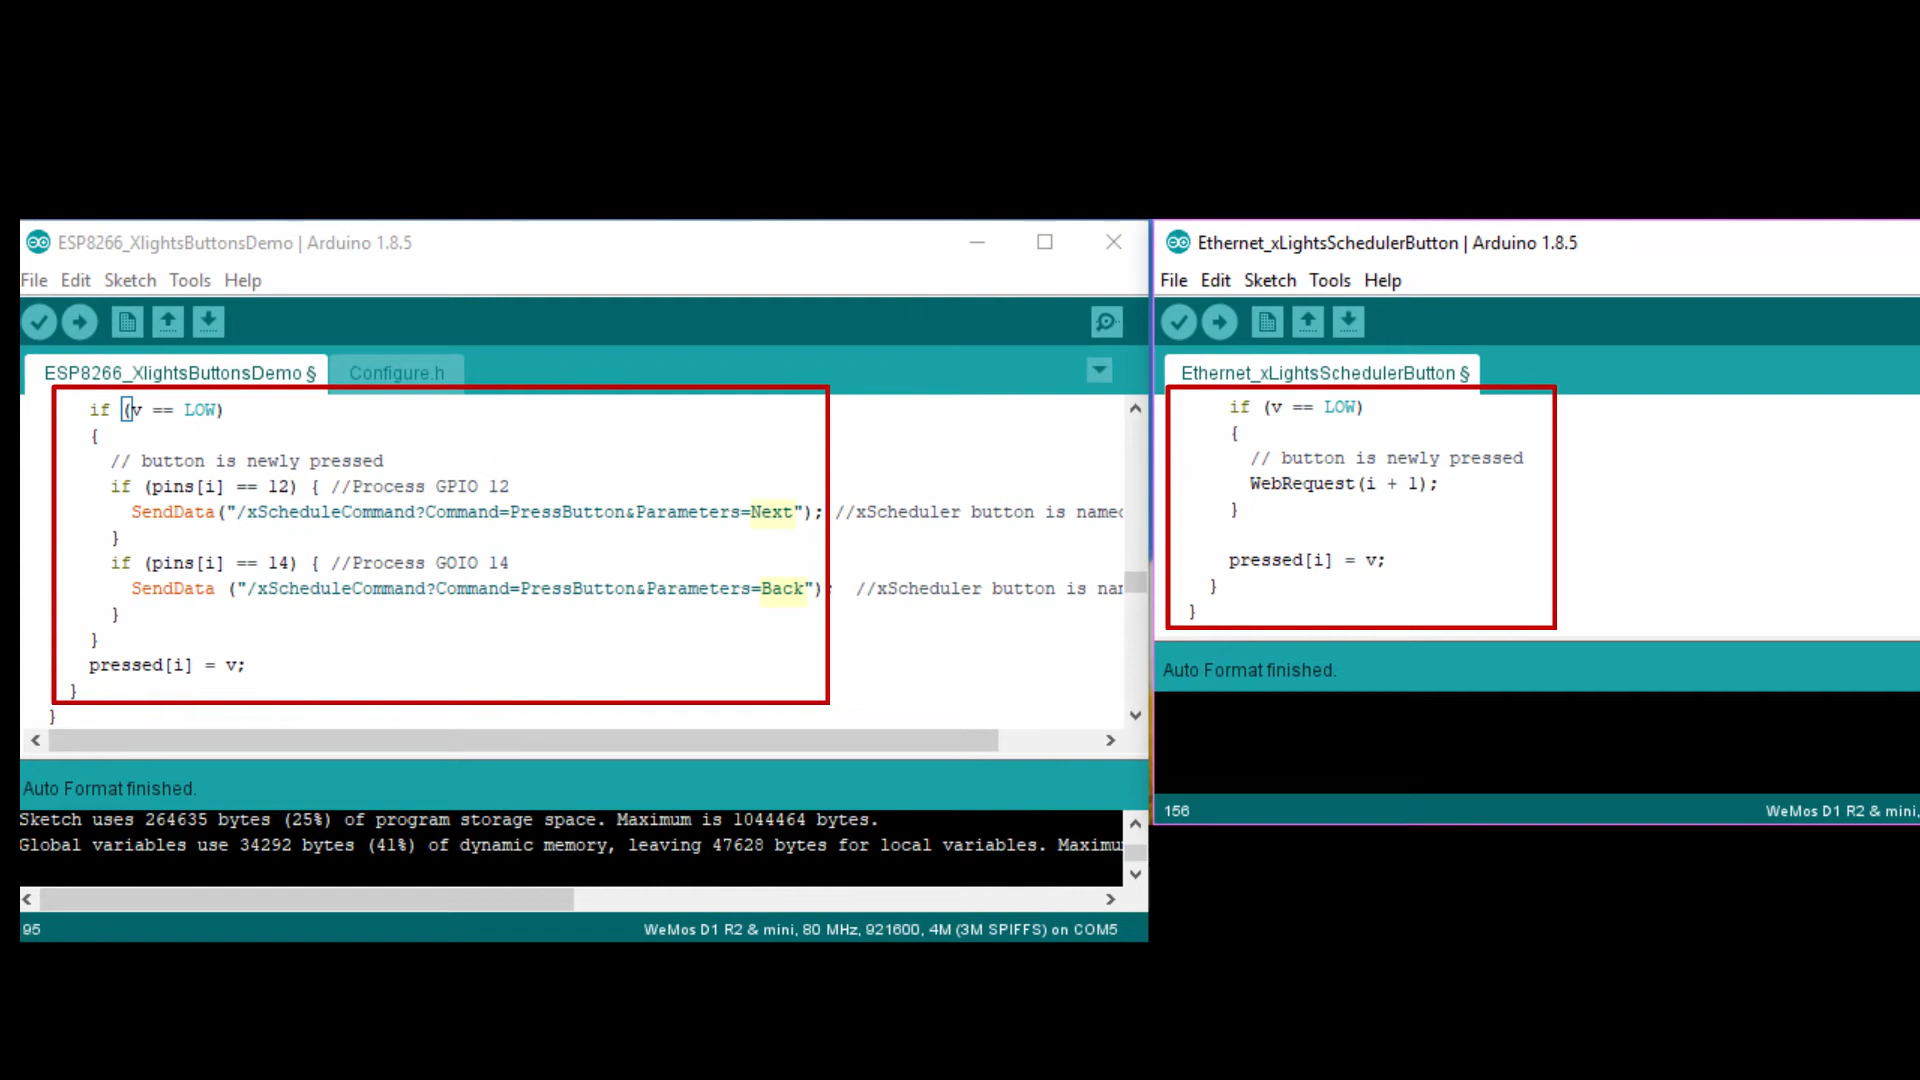 ESP8266_XlightsButtonsDemo | Arduino 1.8.5
File Edit Sketch Tools Help
ESP8266_XlightsButtonsDemo § Configure.h
if (v == LOW)
{
// button is newly pressed
if (pins[i] == 12) { //Process GPIO 12
SendData("/xScheduleCommand?Command=PressButton&Parameters=Next"); //xScheduler button is named
}
if (pins[i] == 14) { //Process GOIO 14
SendData ("/xScheduleCommand?Command=PressButton&Parameters=Back"); //xScheduler button is
}
}
pressed[i] = v;
}
}
Auto Format finished.
Sketch uses 264635 bytes (25%) of program storage space. Maximum is 1044464 bytes.
Global variables use 34292 bytes (41%) of dynamic memory, leaving 47628 bytes for local variables.
95 WeMos D1 R2 & mini, 80 MHz, 921600, 4M (3M SPIFFS) on COM5
Ethernet_xLightsSchedulerButton | Arduino 1.8.5
File Edit Sketch Tools Help
Ethernet_xLightsSchedulerButton §
if (v == LOW)
{
// button is newly pressed
WebRequest(i + 1);
}
pressed[i] = v;
}
}
Auto Format finished.
156 WeMos D1 R2 & mini,